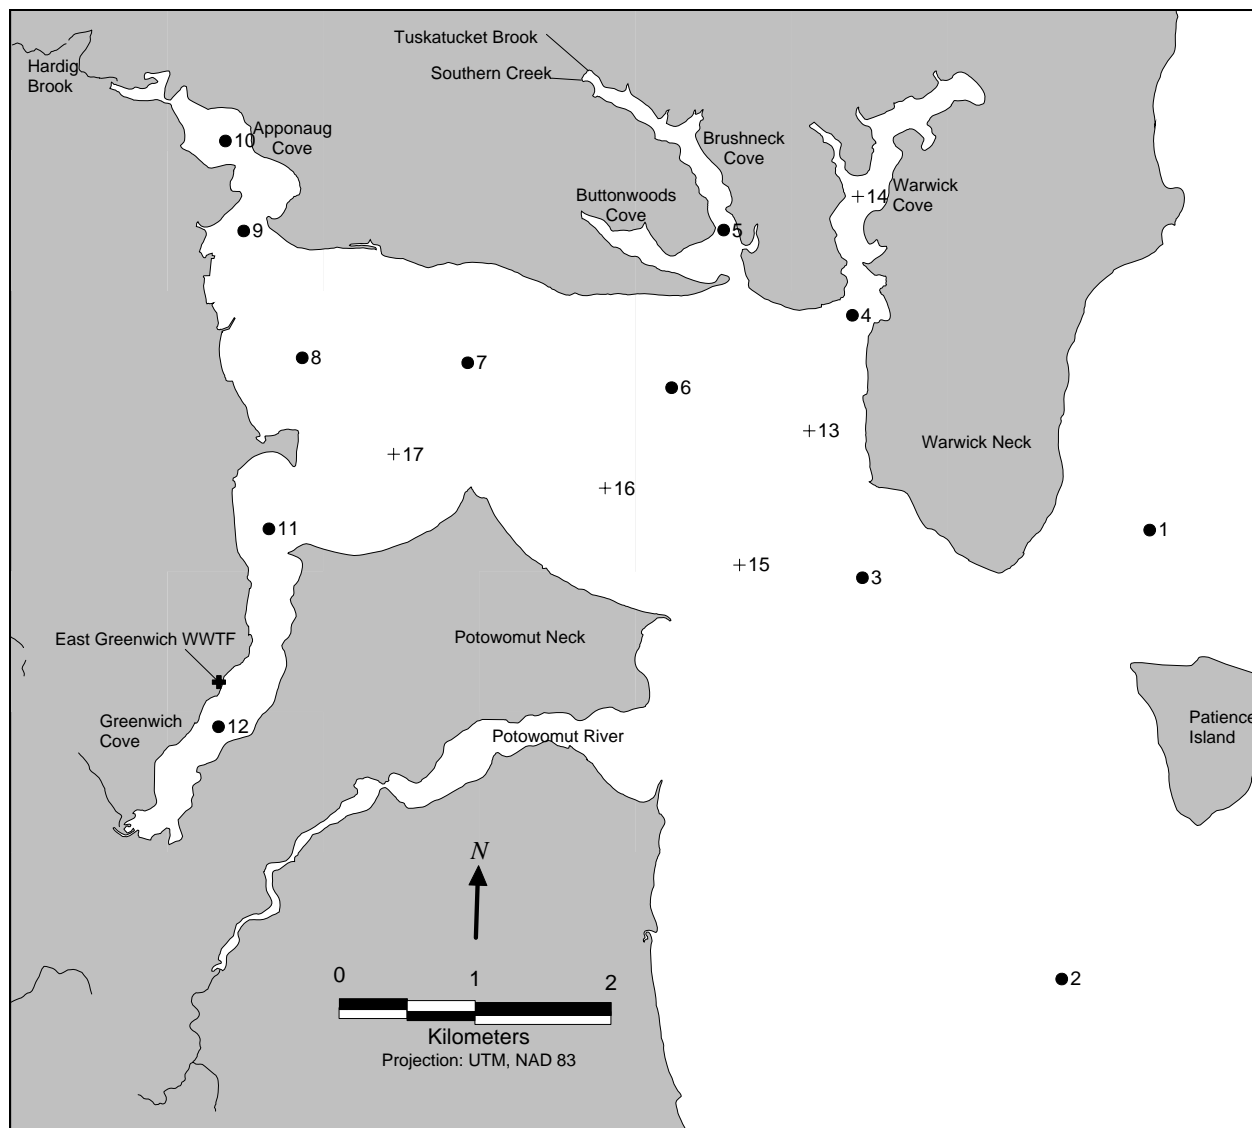 Tuskatucket Brook
Southern Creek
Hardig
Brook
10
Apponaug
Cove
Brushneck
Cove
Buttonwoods
Cove
14
Warwick
Cove
9
5
4
8
7
6
13
Warwick Neck
17
16
11
1
15
3
East Greenwich WWTF
Potowomut Neck
Greenwich
Cove
12
Potowomut River
Patience
Island
N
0 1 2
Kilometers
Projection: UTM, NAD 83
2